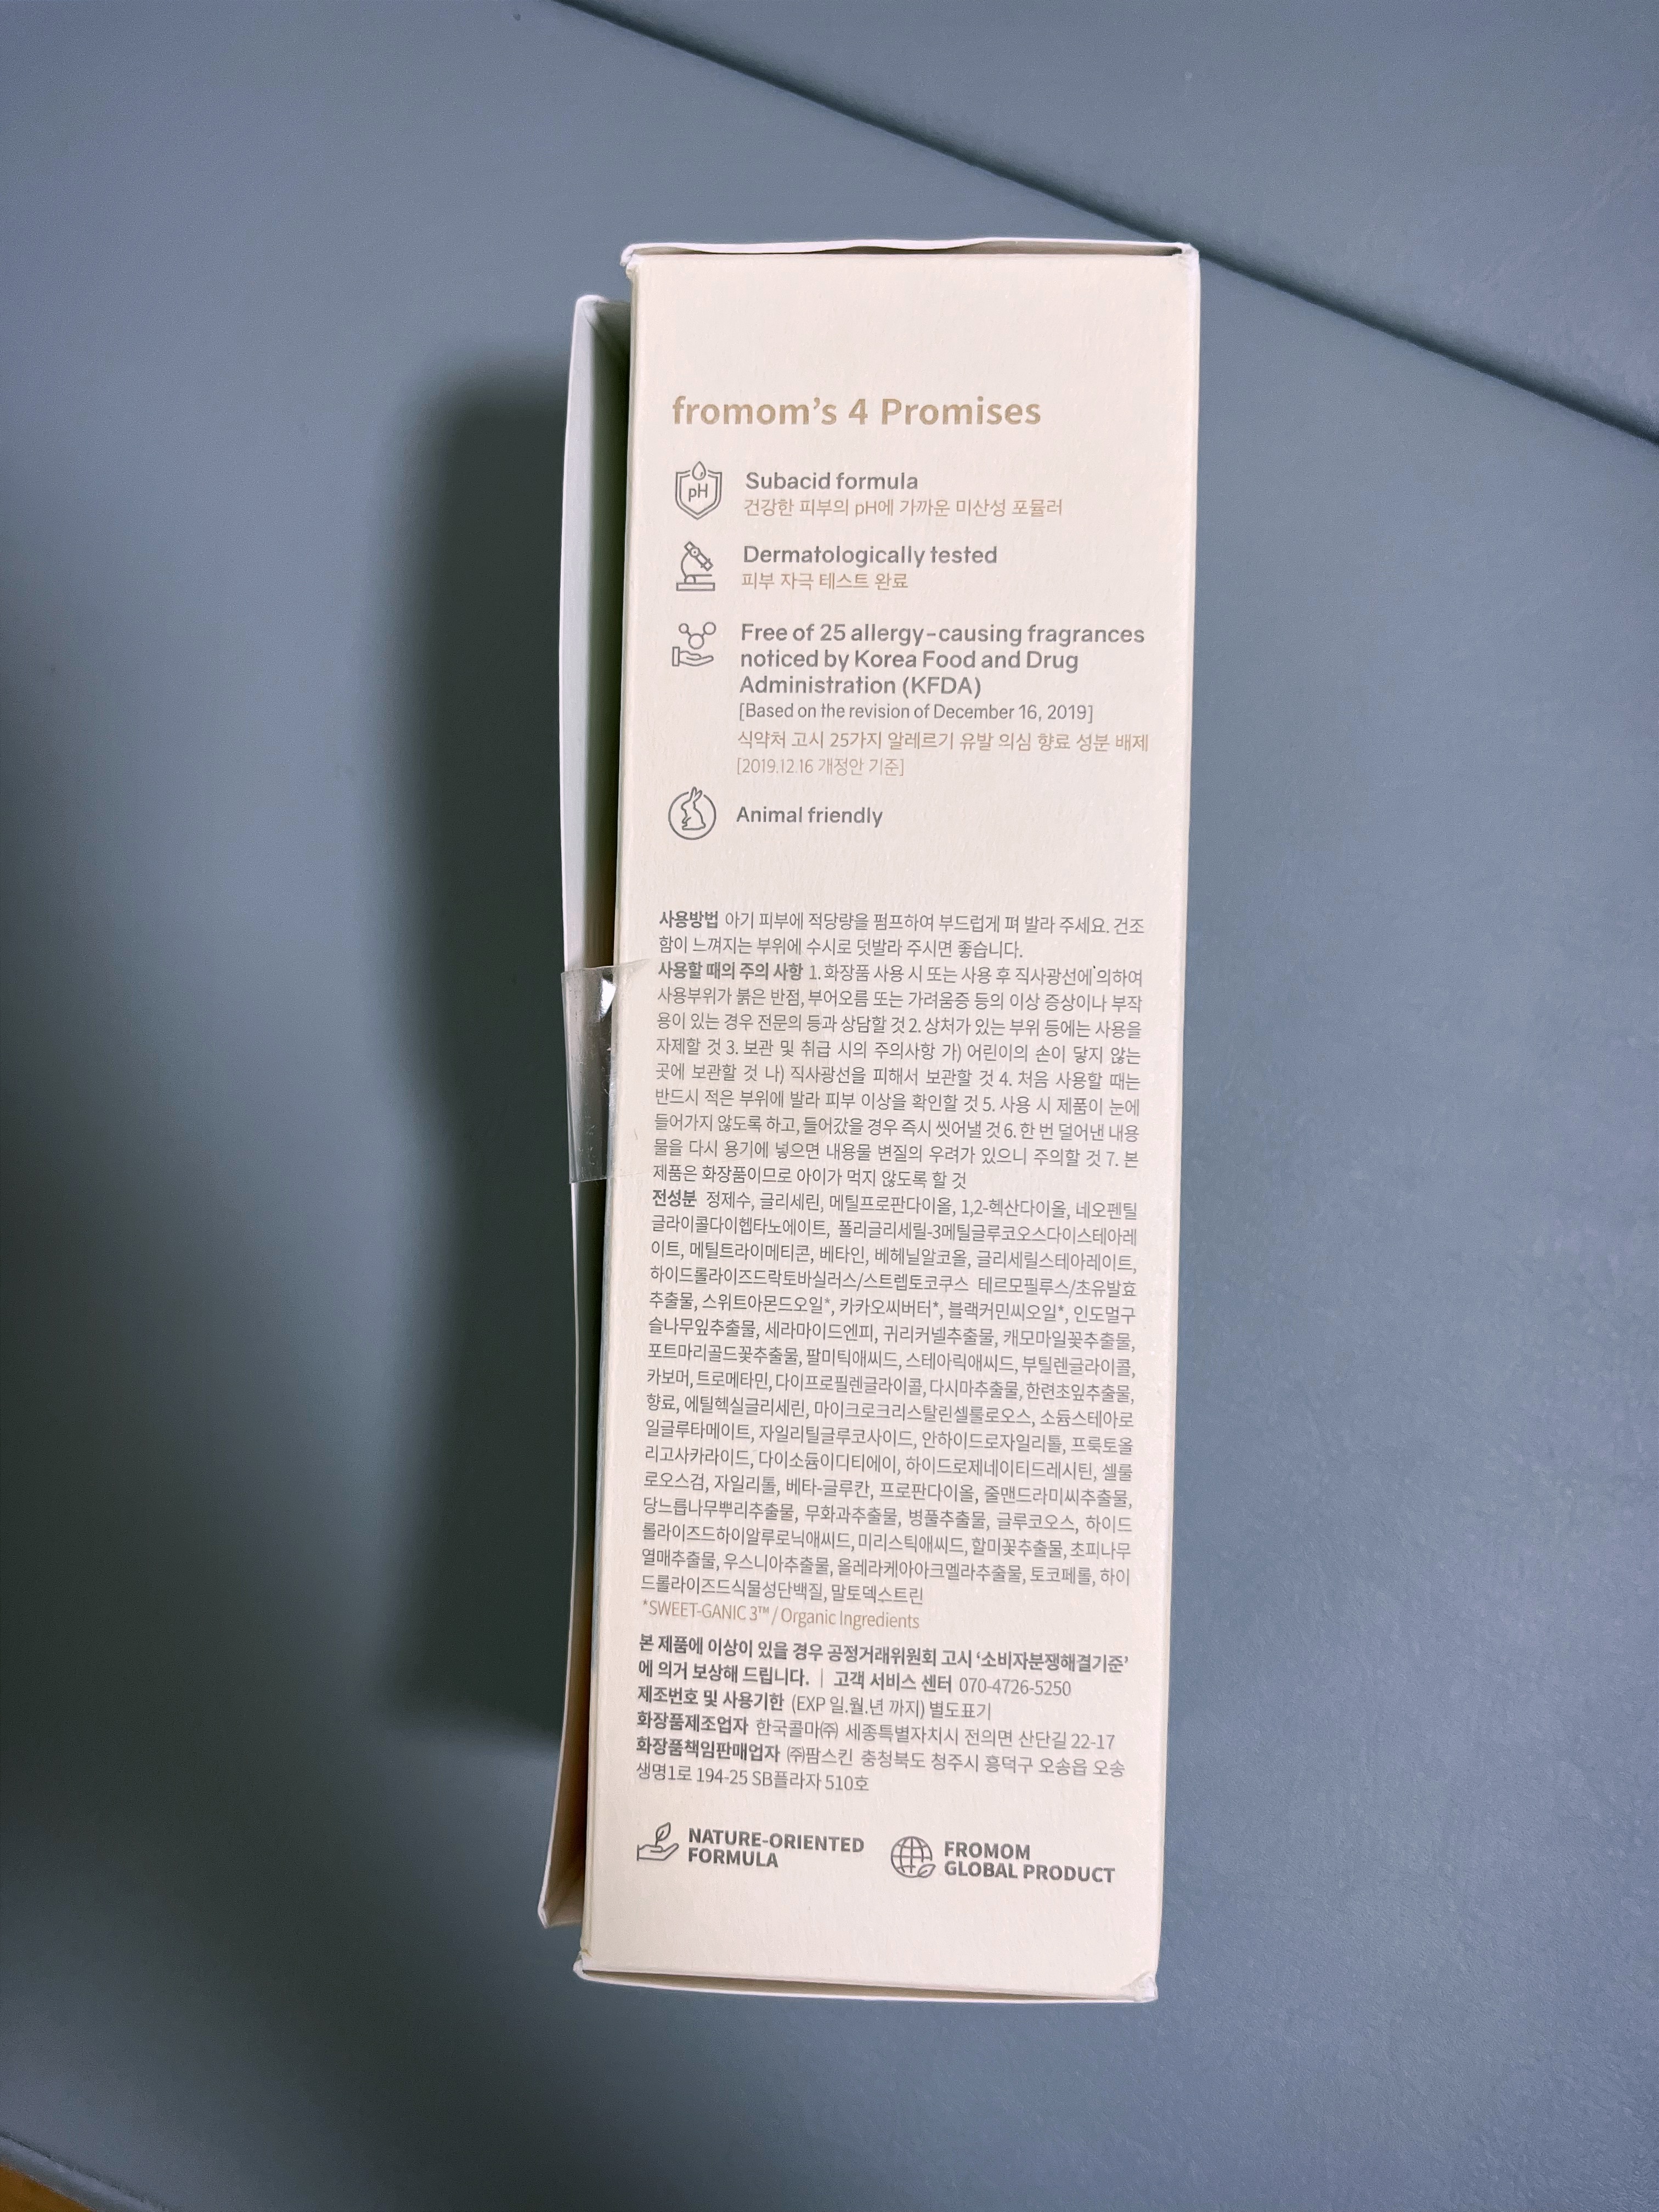 fromom's 4 Promises
pH
Subacid formula
건강한 피부의 pH에 가까운 미산성 포뮬러
Dermatologically tested
피부 자극 테스트 완료
Free of 25 allergy-causing fragrances
noticed by Korea Food and Drug
Administration (KFDA)
[Based on the revision of December 16, 2019]
식약처 고시 25가지 알레르기 유발 의심 향료 성분 배제
[2019.12.16 개정안 기준]
Animal friendly
사용방법 아기 피부에 적당량을 펌프하여 부드럽게 펴 발라 주세요. 건조
함이 느껴지는 부위에 수시로 덧발라 주시면 좋습니다.
사용할 때의 주의 사항 1. 화장품 사용 시 또는 사용 후 직사광선에 의하여
사용부위가 붉은 반점, 부어오름 또는 가려움증 등의 이상 증상이나 부작
용이 있는 경우 전문의 등과 상담할 것 2. 상처가 있는 부위 등에는 사용을
자제할 것 3. 보관 및 취급 시의 주의사항 가) 어린이의 손이 닿지 않는
곳에 보관할 것 나) 직사광선을 피해서 보관할 것 4. 처음 사용할 때는
반드시 적은 부위에 발라 피부 이상을 확인할 것 5. 사용 시 제품이 눈에
들어가지 않도록 하고, 들어갔을 경우 즉시 씻어낼 것 6. 한 번 덜어낸 내용
물을 다시 용기에 넣으면 내용물 변질의 우려가 있으니 주의할 것 7. 본
제품은 화장품이므로 아이가 먹지 않도록 할 것
전성분 정제수, 글리세린, 메틸프로판다이올, 1,2-헥산다이올, 네오펜틸
글라이콜다이헵타노에이트, 폴리글리세릴-3메틸글루코오스다이스테아레
이트, 메틸트라이메티콘, 베타인, 베헤닐알코올, 글리세릴스테아레이트,
하이드롤라이즈드락토바실러스/스트렙토코쿠스 테르모필루스/초유발효
추출물, 스위트아몬드오일*, 카카오씨버터*, 블랙커민씨오일*, 인도멀구
슬나무잎추출물, 세라마이드엔피, 귀리커넬추출물, 캐모마일꽃추출물,
포트마리골드꽃추출물, 팔미틱애씨드, 스테아릭애씨드, 부틸렌글라이콜,
카보머, 트로메타민, 다이프로필렌글라이콜, 다시마추출물, 한련초잎추출물,
향료, 에틸헥실글리세린, 마이크로크리스탈린셀룰로오스, 소듐스테아로
일글루타메이트, 자일리틸글루코사이드, 안하이드로자일리톨, 프룩토올
리고사카라이드, 다이소듐이디티에이, 하이드로제네이티드레시틴, 셀룰
로오스검, 자일리톨, 베타-글루칸, 프로판다이올, 줄맨드라미씨추출물,
당느릅나무뿌리추출물, 무화과추출물, 병풀추출물, 글루코오스, 하이드
롤라이즈드하이알루로닉애씨드, 미리스틱애씨드, 할미꽃추출물, 초피나무
열매추출물, 우스니아추출물, 올레라케아아크멜라추출물, 토코페롤, 하이
드롤라이즈드식물성단백질, 말토덱스트린
*SWEET-GANIC 3™ / Organic Ingredients
본 제품에 이상이 있을 경우 공정거래위원회 고시 '소비자분쟁해결기준'
에 의거 보상해 드립니다. | 고객 서비스 센터 070-4726-5250
제조번호 및 사용기한 (EXP 일.월.년 까지) 별도표기
화장품제조업자 한국콜마㈜ 세종특별자치시 전의면 산단길 22-17
화장품책임판매업자 ㈜팜스킨 충청북도 청주시 흥덕구 오송읍 오송
생명1로 194-25 SB플라자 510호
NATURE-ORIENTED
FORMULA
FROMOM
GLOBAL PRODUCT